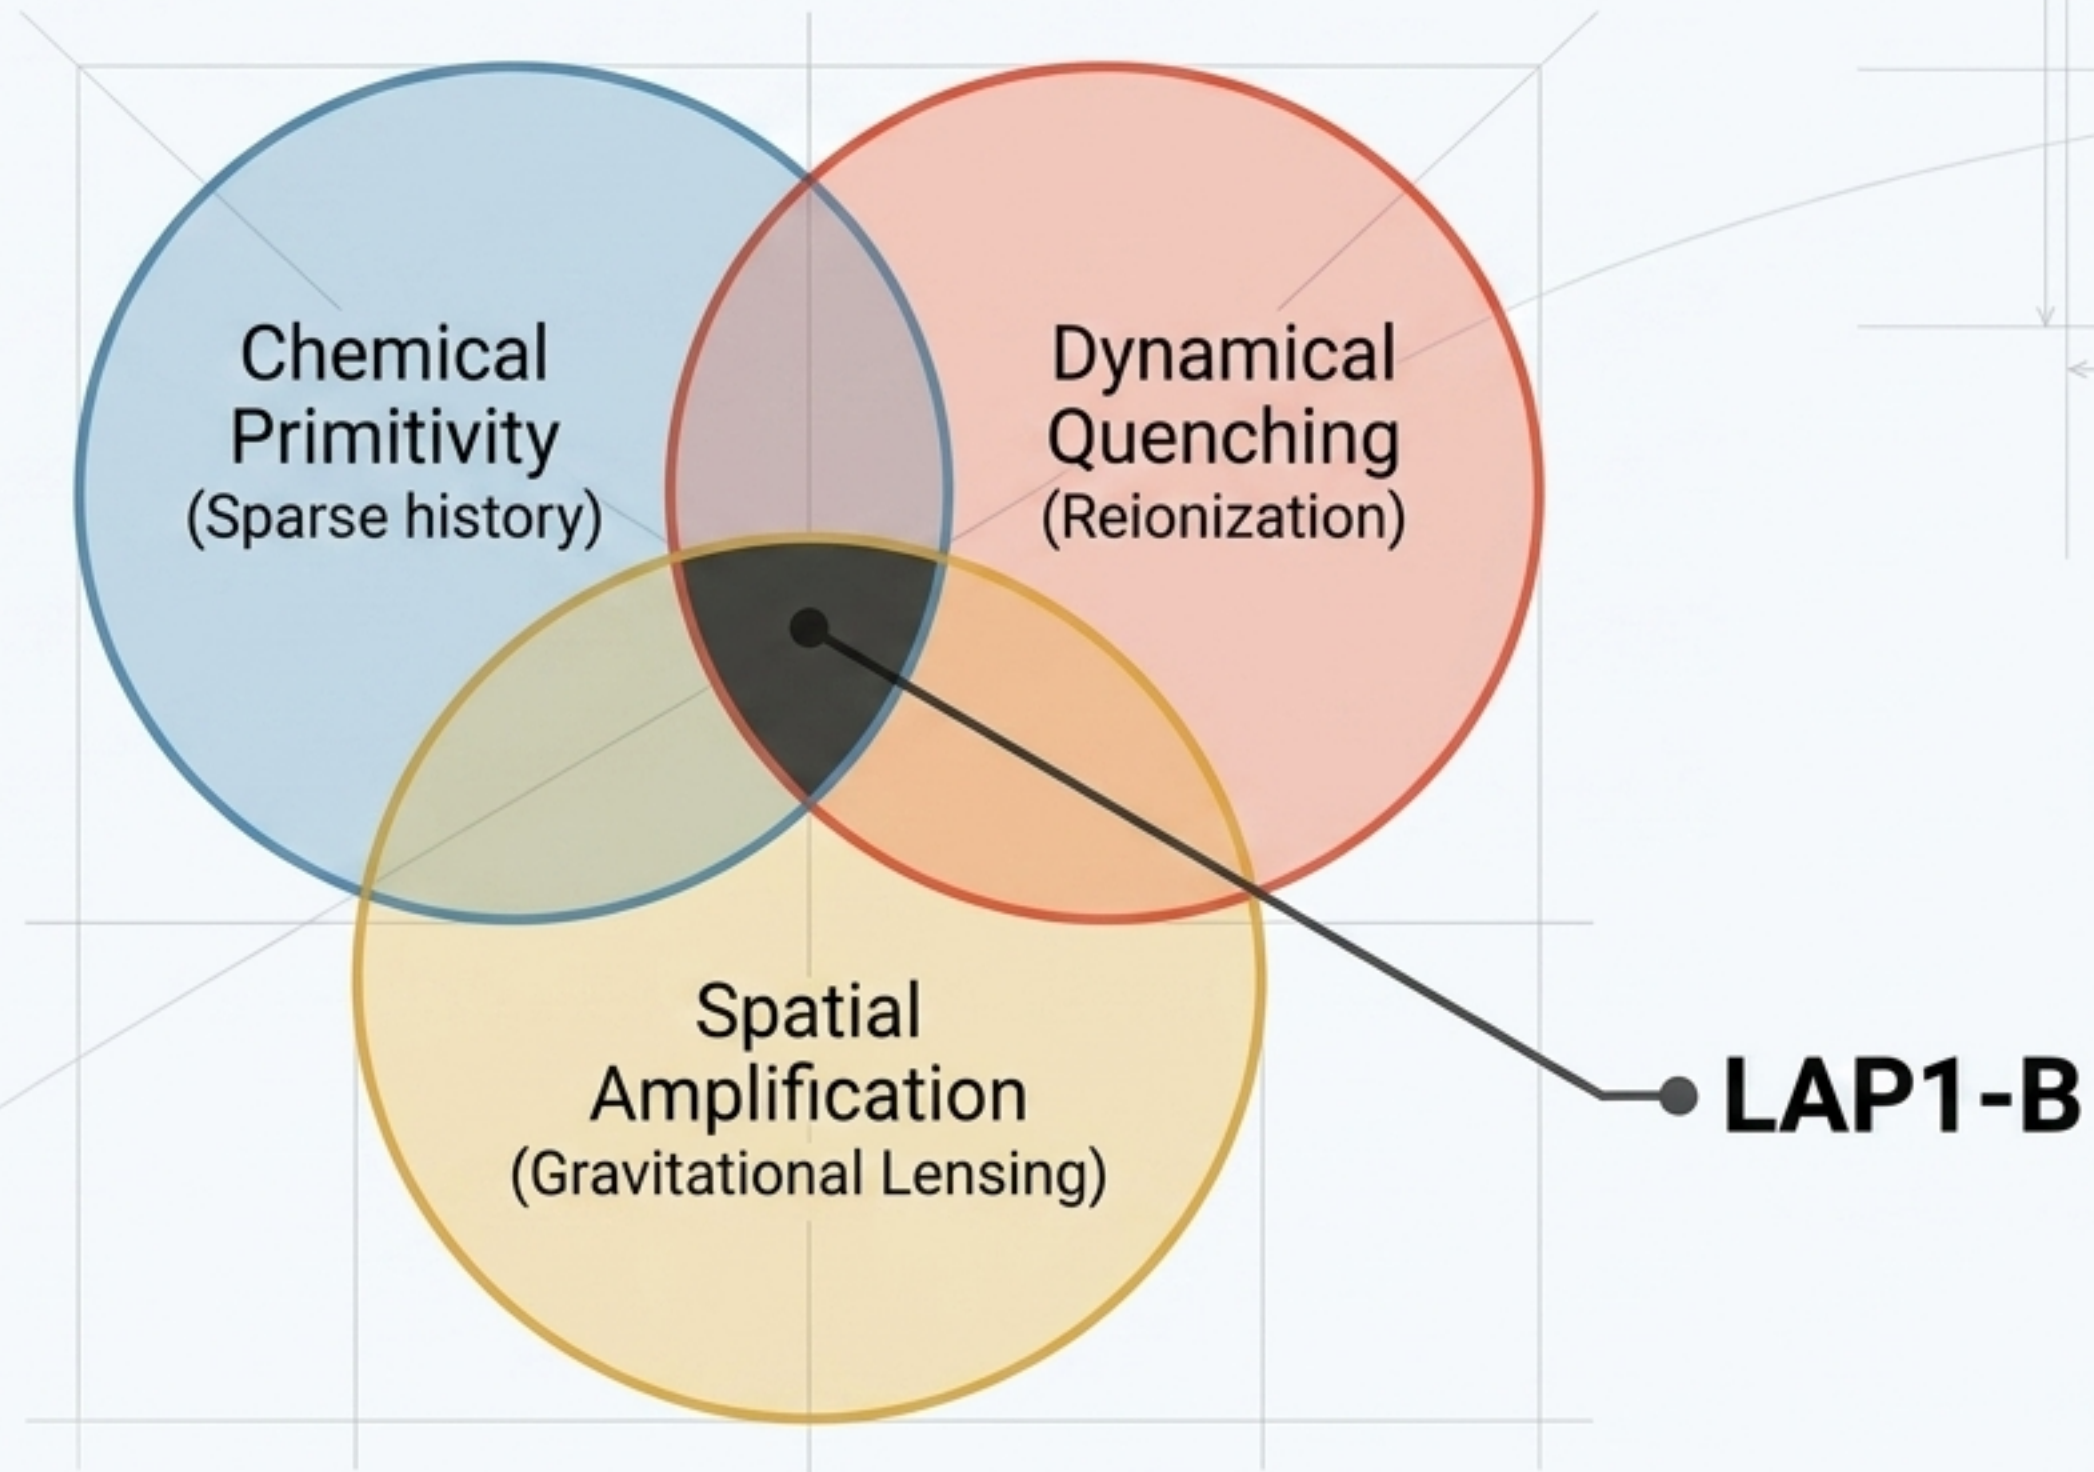 Chemical
Primitivity
(Sparse history)
Dynamical
Quenching
(Reionization)
Spatial
Amplification
(Gravitational Lensing)
LAP1-B